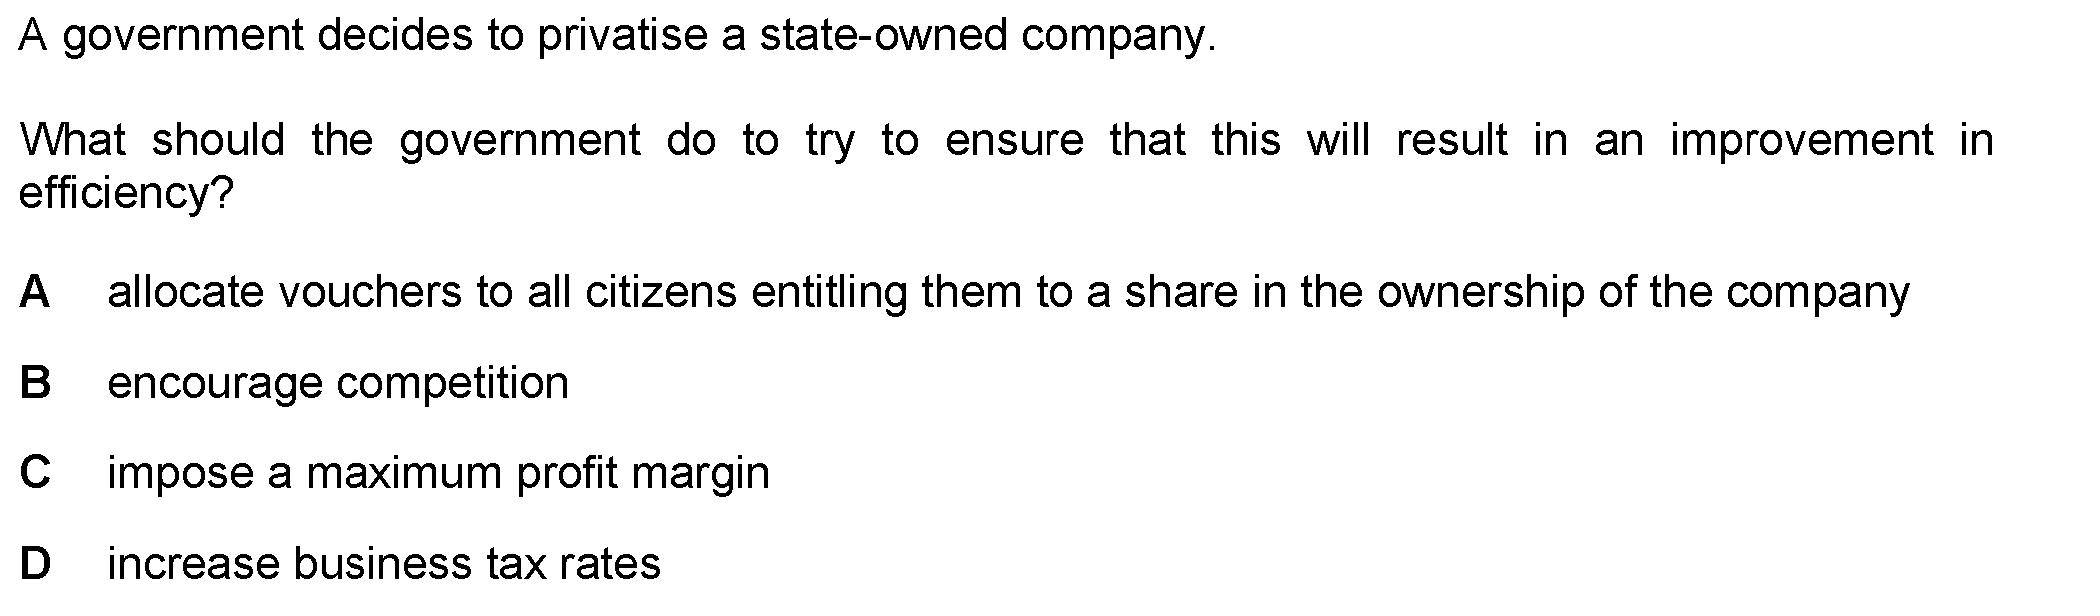 A government decides to privatise a state-owned company.
What should the government do to try to ensure that this will result in an improvement in
efficiency?
A allocate vouchers to all citizens entitling them to a share in the ownership of the company
B encourage competition
C impose a maximum profit margin
D increase business tax rates